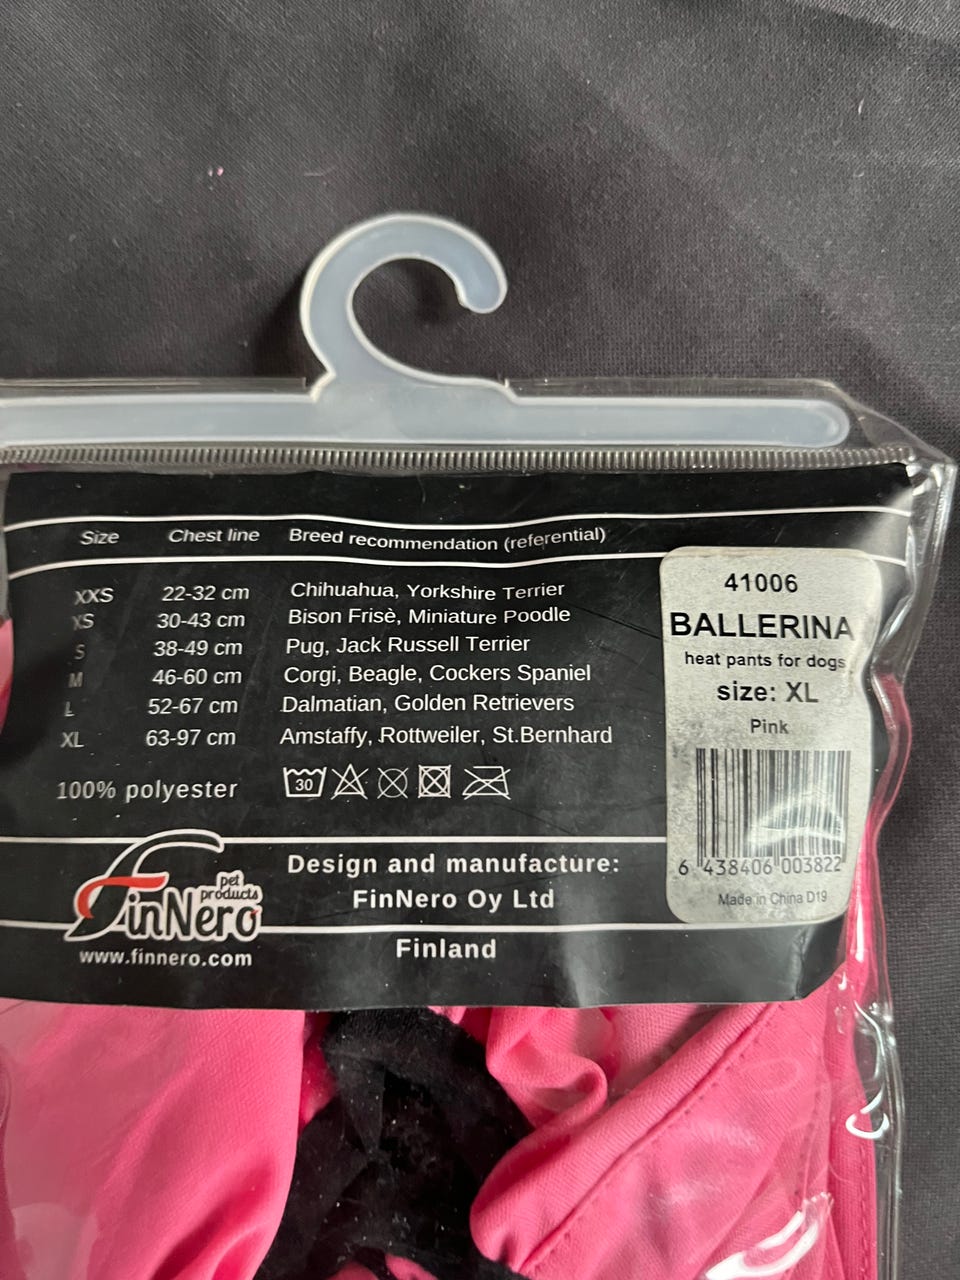 Size Chest line Breed recommendation (referential)
XXS 22-32 cm Chihuahua, Yorkshire Terrier
XS 30-43 cm Bison Frisè, Miniature Poodle
S 38-49 cm Pug, Jack Russell Terrier
M 46-60 cm Corgi, Beagle, Cockers Spaniel
L 52-67 cm Dalmatian, Golden Retrievers
XL 63-97 cm Amstaffy, Rottweiler, St.Bernhard
100% polyester 30
Design and manufacture:
FinNero Oy Ltd
Finland
FinNero pet products
www.finnero.com
41006
BALLERINA
heat pants for dogs
size: XL
Pink
6 438406 003822
Made in China D19